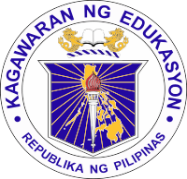 KAGAWARAN NG EDUKASYON
REPUBLIKA NG PILIPINAS